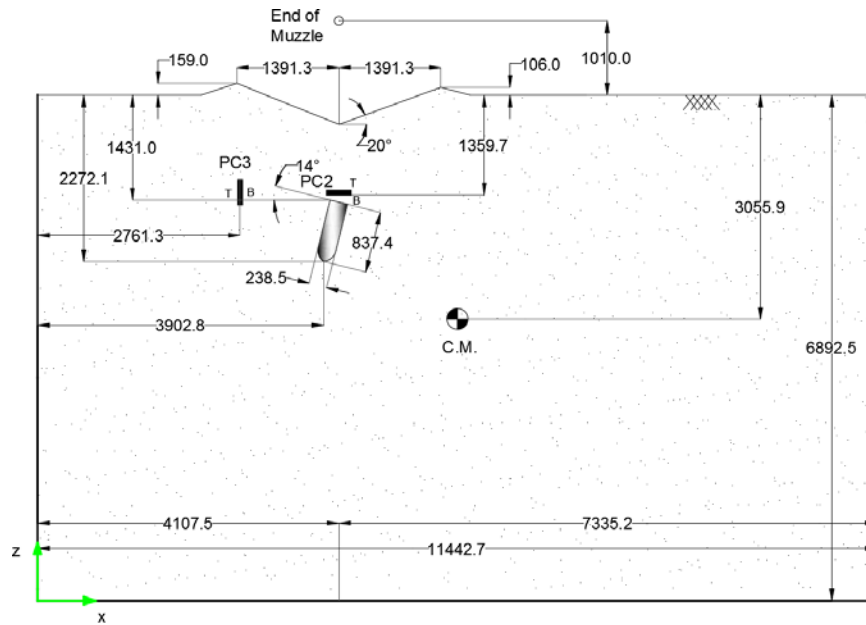 End of
Muzzle
159.0
1391.3
1391.3
106.0
1010.0
1431.0
2272.1
PC3
T
B
14°
PC2
T
B
20°
1359.7
3055.9
2761.3
837.4
238.5
3902.8
C.M.
6892.5
4107.5
7335.2
11442.7
z
x